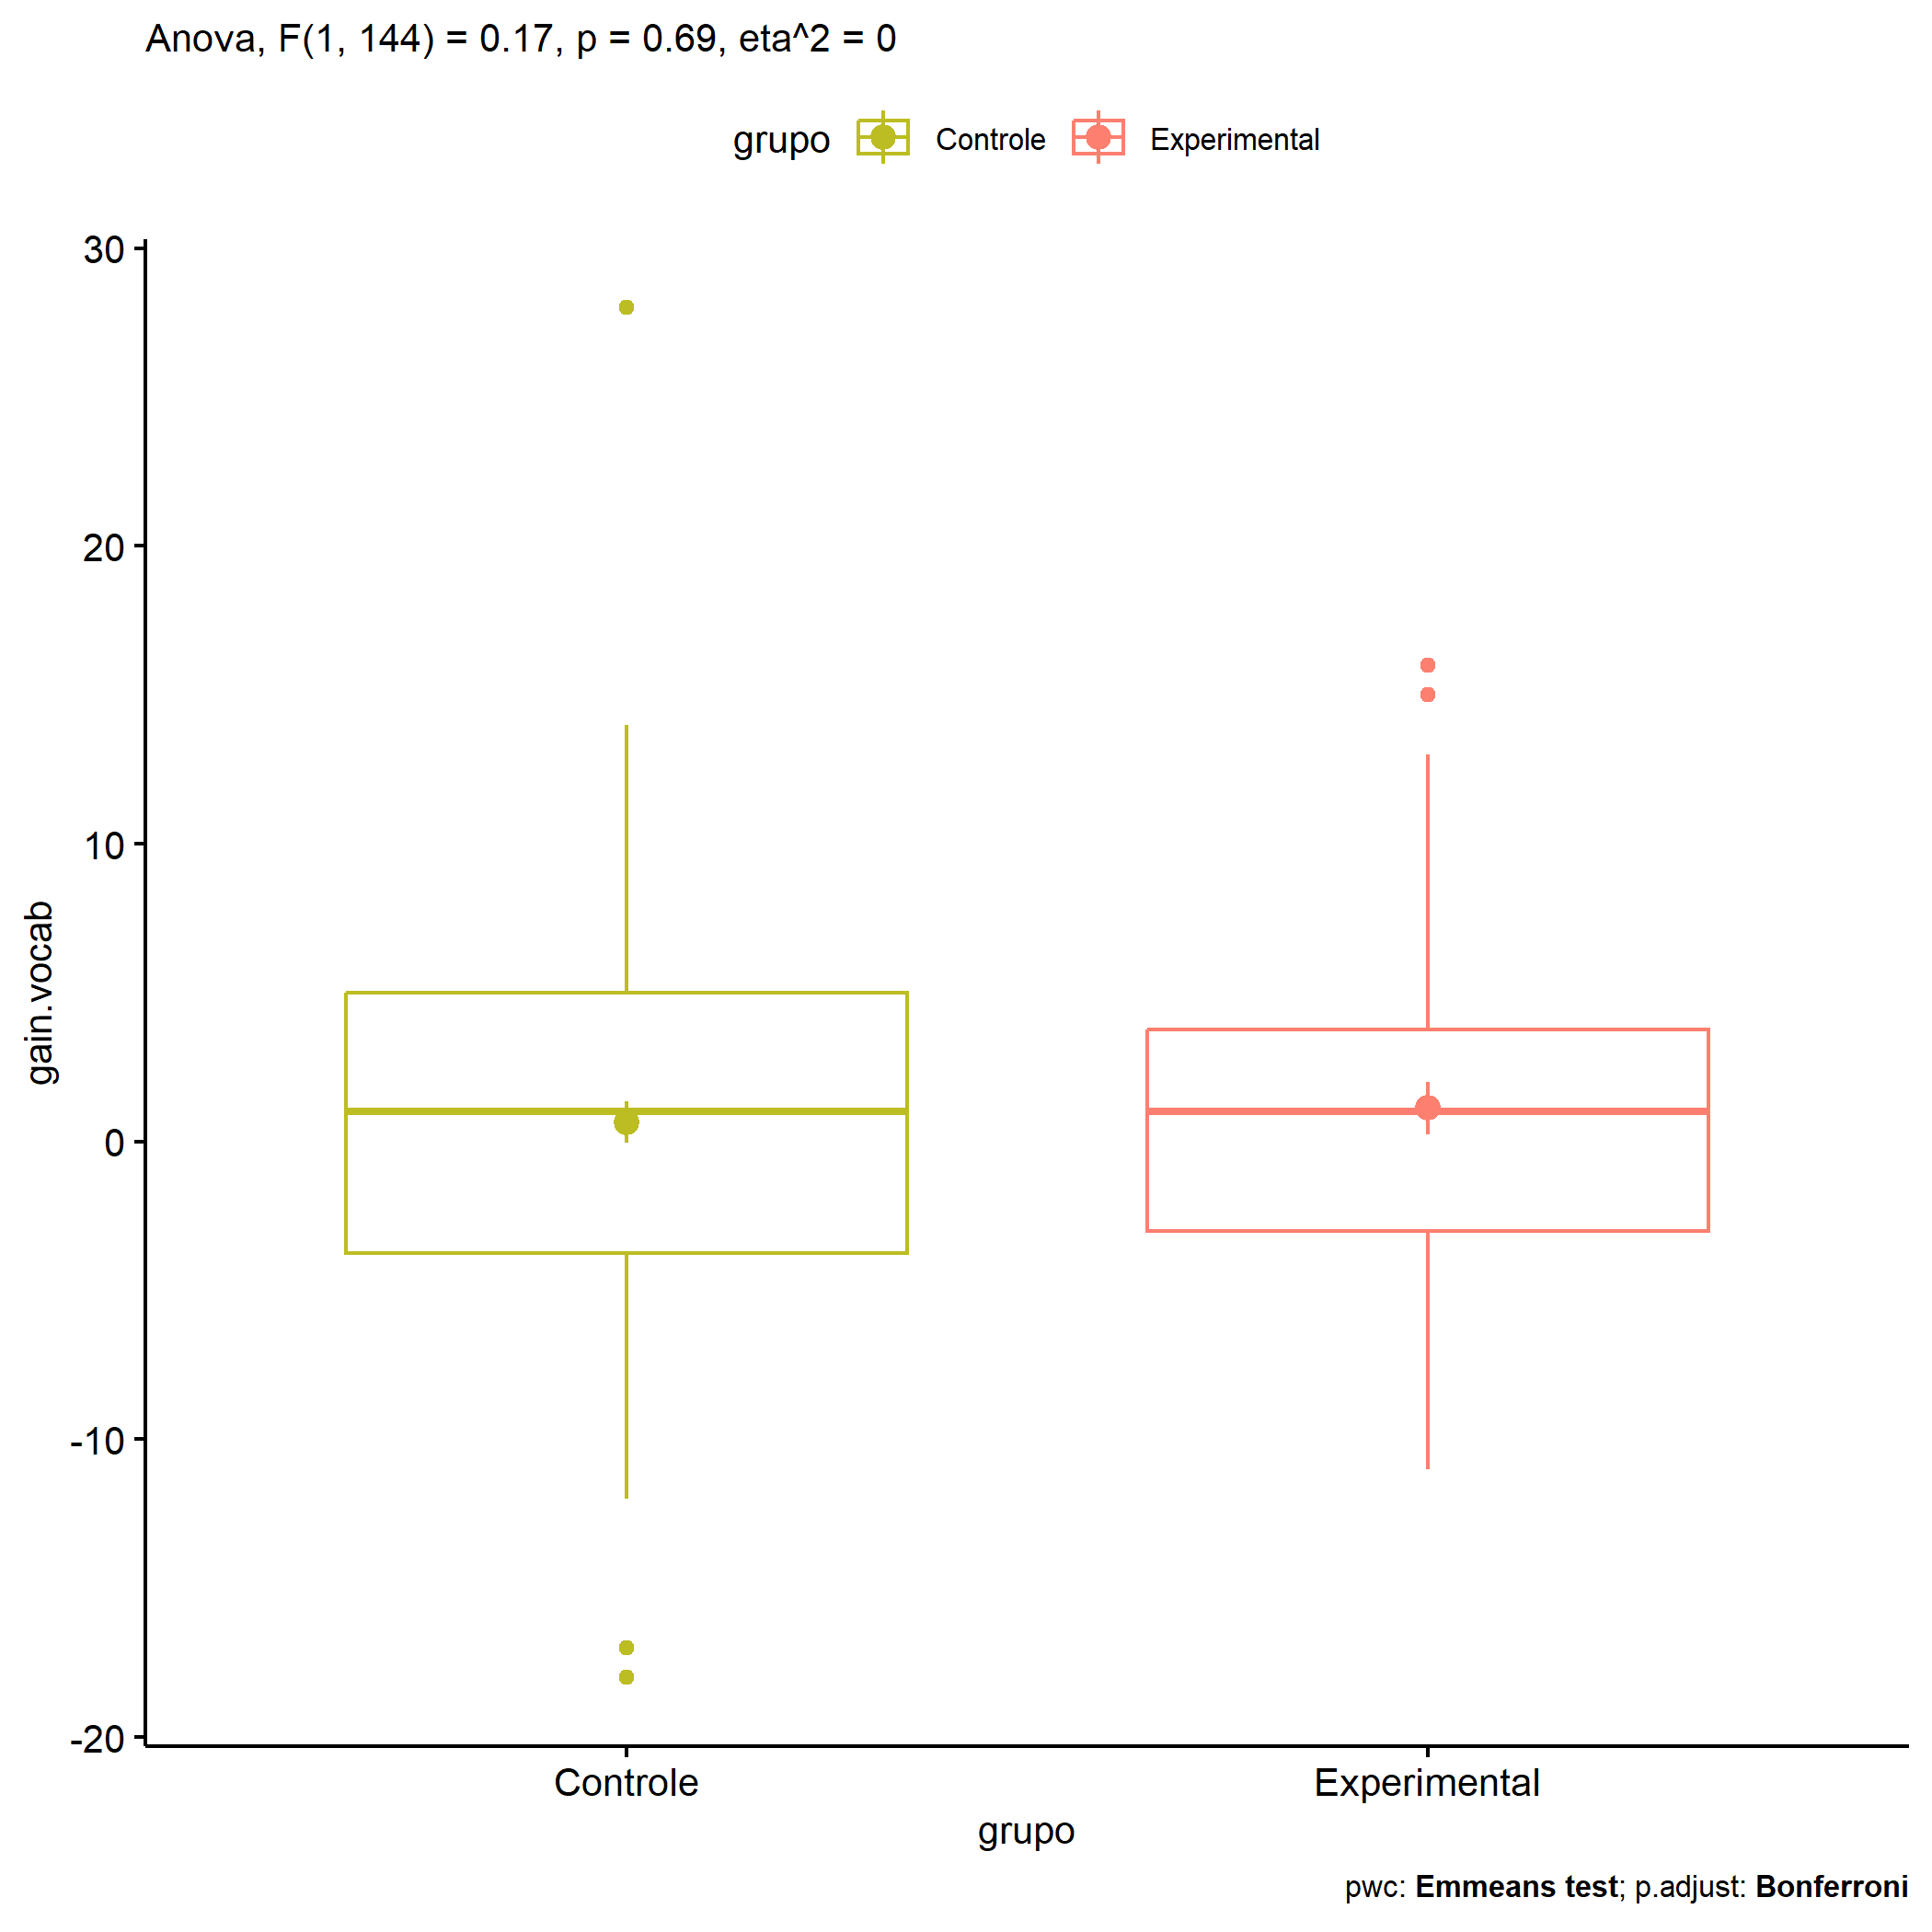 Anova, F(1, 144) = 0.17, p = 0.69, eta^2 = 0
grupo Controle Experimental
30
20
10
0
-10
-20
gain.vocab
Controle Experimental
grupo
pwc: Emmeans test; p.adjust: Bonferroni